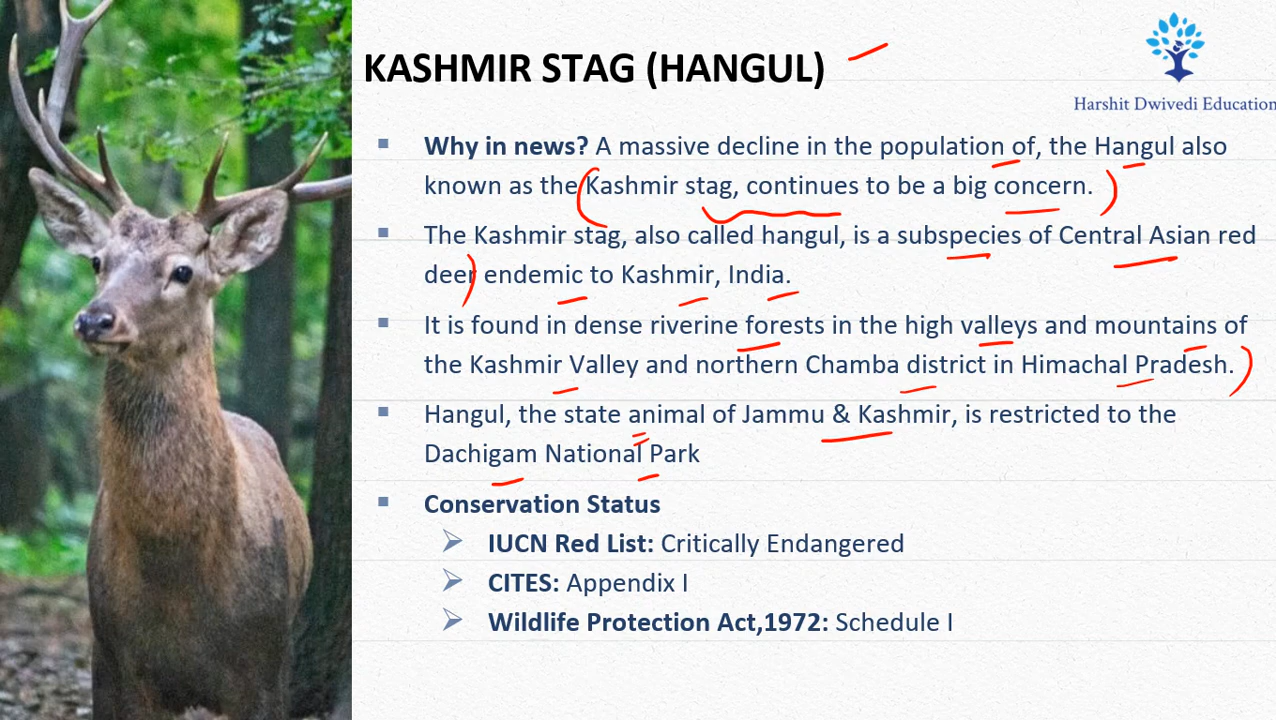 KASHMIR STAG (HANGUL)
Harshit Dwivedi Education
▪ Why in news? A massive decline in the population of, the Hangul also
known as the Kashmir stag, continues to be a big concern.
▪ The Kashmir stag, also called hangul, is a subspecies of Central Asian red
deer endemic to Kashmir, India.
▪ It is found in dense riverine forests in the high valleys and mountains of
the Kashmir Valley and northern Chamba district in Himachal Pradesh.
▪ Hangul, the state animal of Jammu & Kashmir, is restricted to the
Dachigam National Park
▪ Conservation Status
➢ IUCN Red List: Critically Endangered
➢ CITES: Appendix I
➢ Wildlife Protection Act,1972: Schedule I